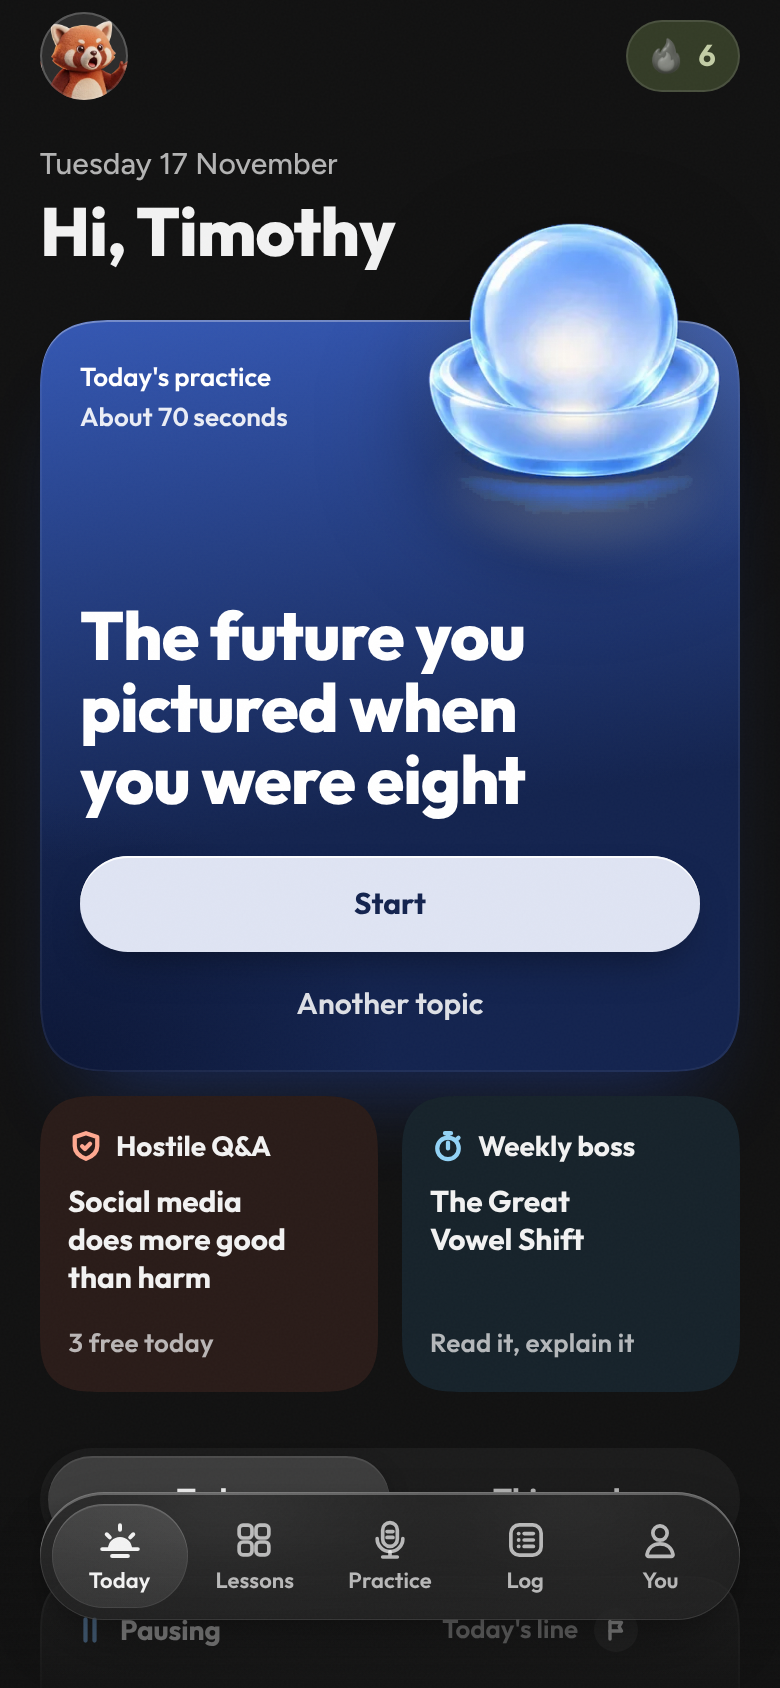 6
Tuesday 17 November
Hi, Timothy
Today's practice
About 70 seconds
The future you
pictured when
you were eight
Start
Another topic
Hostile Q&A
Social media
does more good
than harm
3 free today
Weekly boss
The Great
Vowel Shift
Read it, explain it
Today
Lessons
Practice
Log
You
Pausing
Today's line